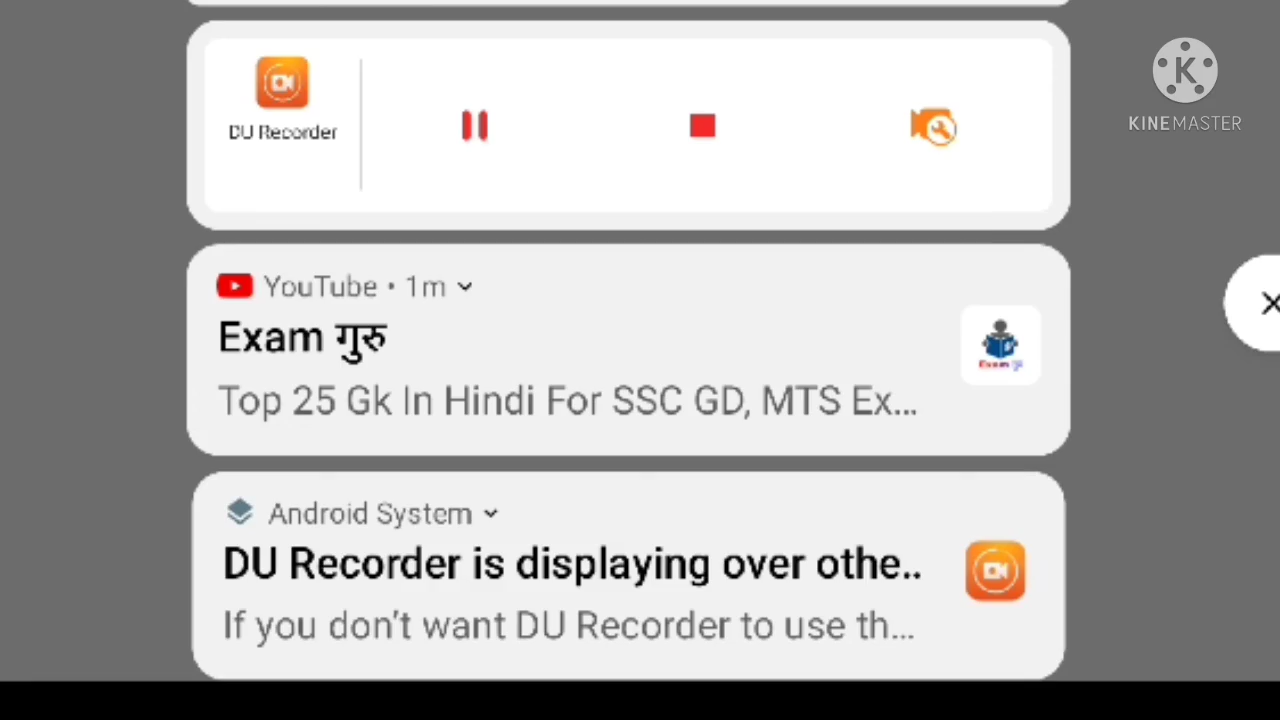 DU Recorder
KINEMASTER
YouTube • 1m
Exam गुरु
Top 25 Gk In Hindi For SSC GD, MTS Ex...
Exam गुरु
Android System
DU Recorder is displaying over othe..
If you don't want DU Recorder to use th...